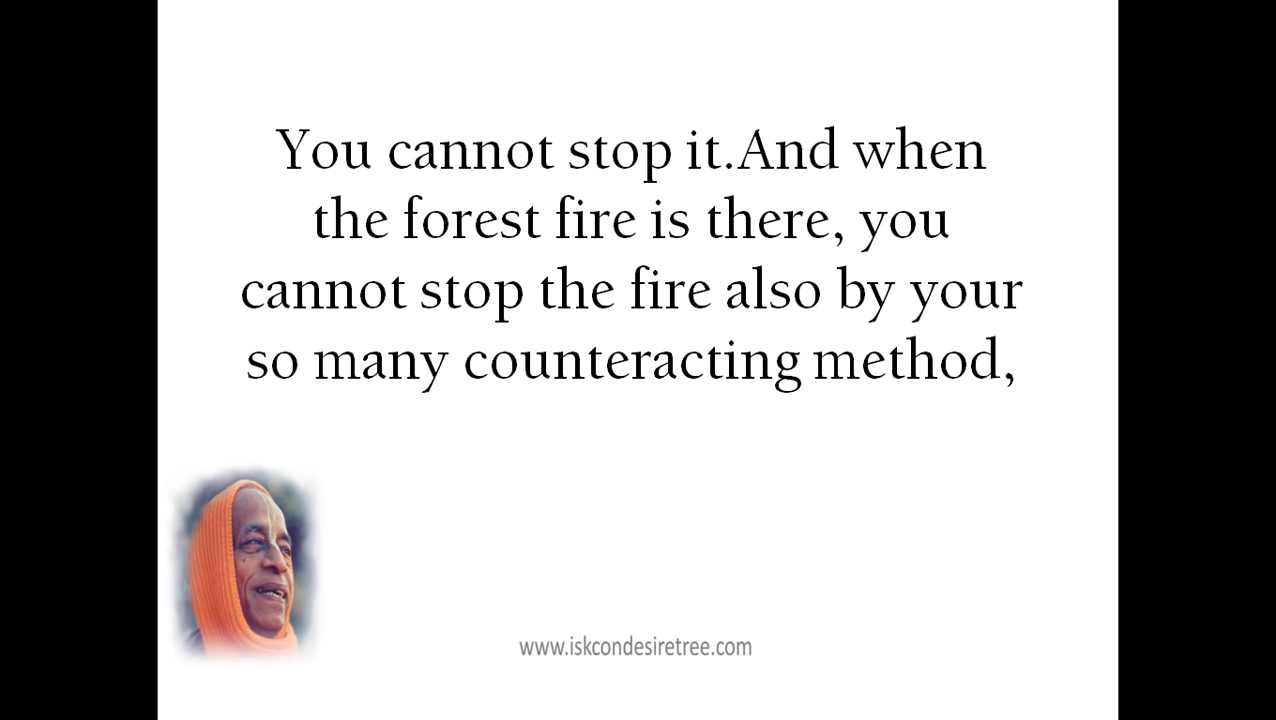 You cannot stop it.And when
the forest fire is there, you
cannot stop the fire also by your
so many counteracting method,
www.iskcondesiretree.com